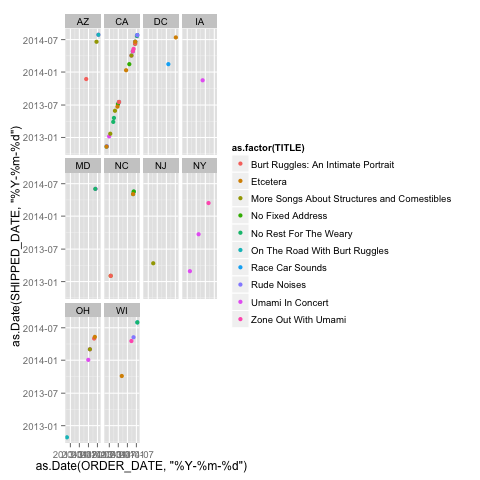 AZ CA DC IA
2014-07
2014-01
2013-07
2013-01
MD NC NJ NY
2014-07
2014-01
2013-07
2013-01
OH WI
2014-07
2014-01
2013-07
2013-01
as.Date(SHIPPED_DATE, "%Y-%m-%d")
as.Date(ORDER_DATE, "%Y-%m-%d")
as.factor(TITLE)
Burt Ruggles: An Intimate Portrait
Etcetera
More Songs About Structures and Comestibles
No Fixed Address
No Rest For The Weary
On The Road With Burt Ruggles
Race Car Sounds
Rude Noises
Umami In Concert
Zone Out With Umami